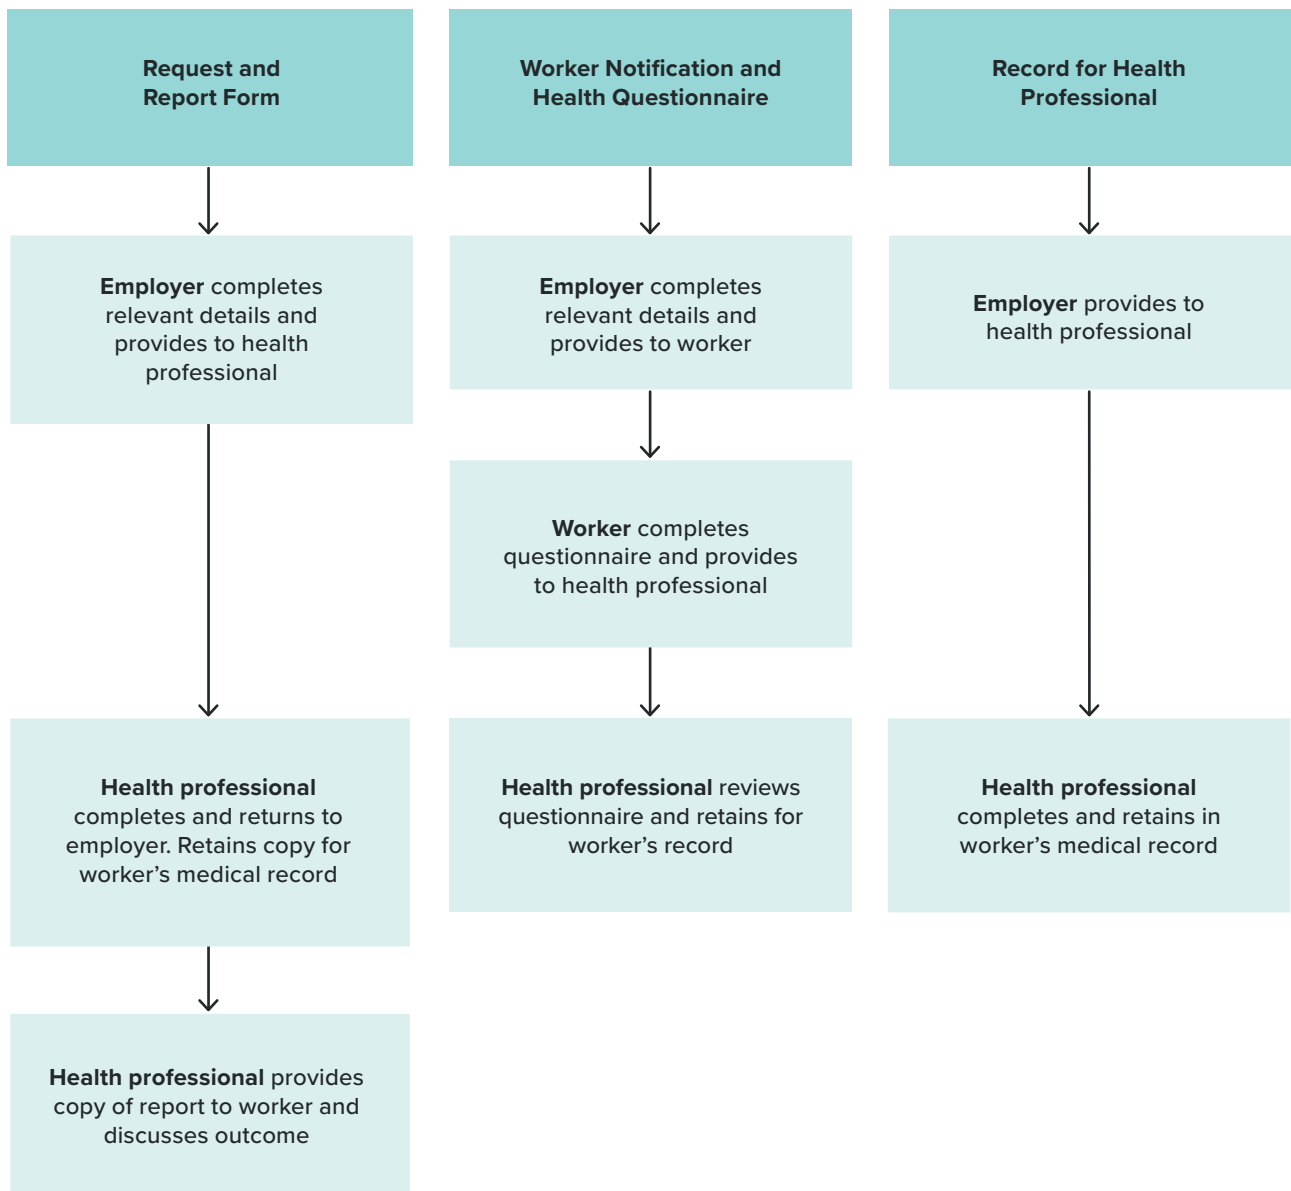 Request and
Report Form
Employer completes
relevant details and
provides to health
professional
Health professional
completes and returns to
employer. Retains copy for
worker’s medical record
Health professional provides
copy of report to worker and
discusses outcome
Worker Notification and
Health Questionnaire
Employer completes
relevant details and
provides to worker
Worker completes
questionnaire and provides
to health professional
Health professional reviews
questionnaire and retains for
worker’s record
Record for Health
Professional
Employer provides to
health professional
Health professional
completes and retains in
worker’s medical record